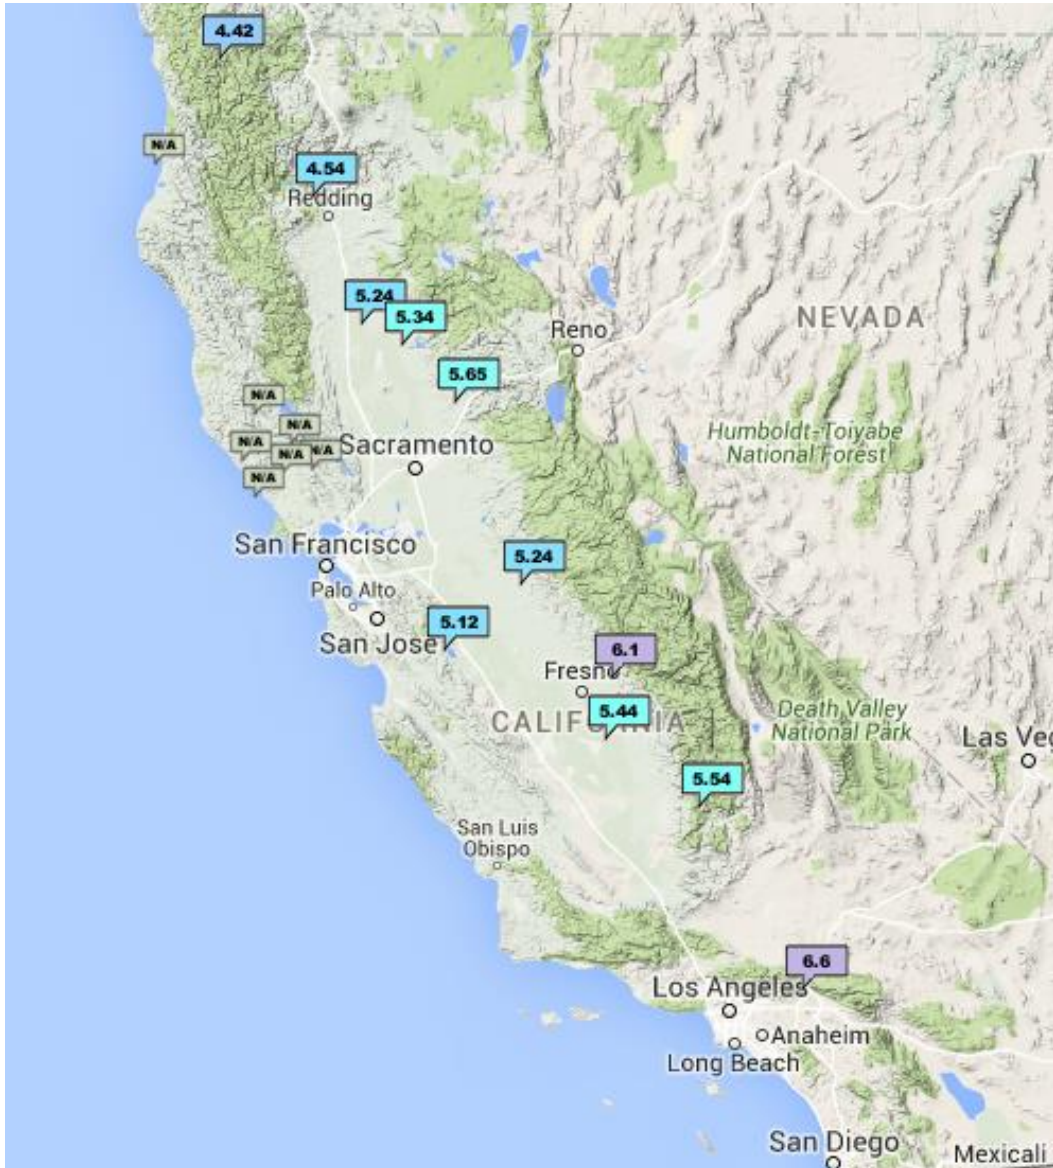 4.42
N/A
4.54
Redding
5.24
5.34
NEVADA
Reno
5.65
N/A
N/A
Humboldt-Toiyabe
National Forest
N/A
N/A
N/A
Sacramento
N/A
San Francisco
5.24
Palo Alto
5.12
San Jose
6.1
Fresno
5.44
CALIFORNIA
Death Valley
National Park
Las Veg
5.54
San Luis
Obispo
6.6
Los Angeles
Anaheim
Long Beach
San Diego
Mexicali